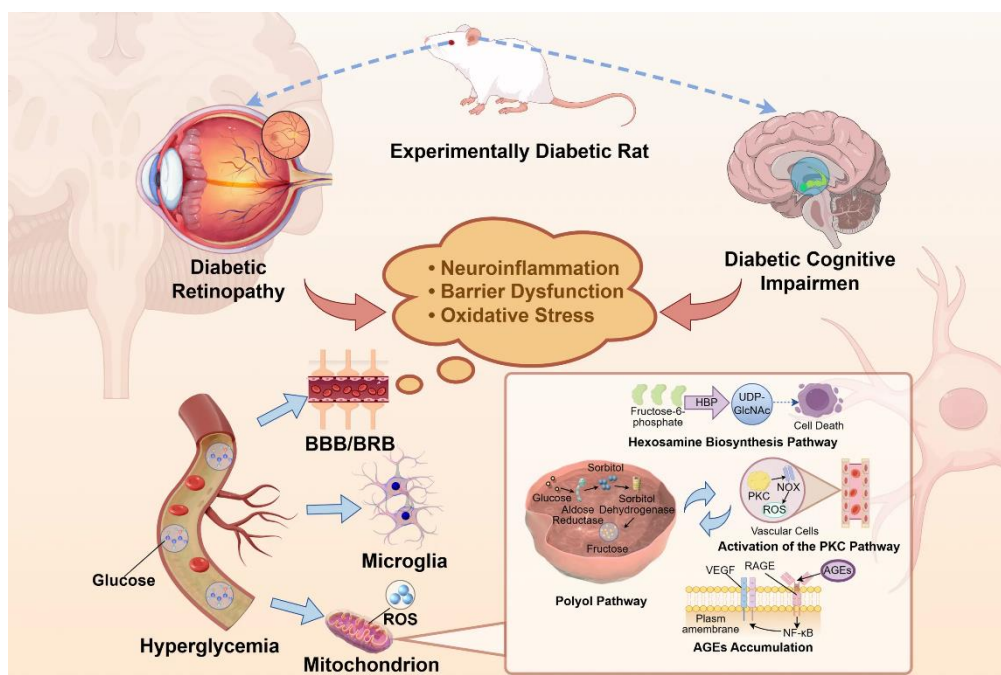 Experimentally Diabetic Rat
Diabetic
Retinopathy
Diabetic Cognitive
Impairmen
• Neuroinflammation
• Barrier Dysfunction
• Oxidative Stress
BBB/BRB
Microglia
Glucose
Hyperglycemia
ROS
Mitochondrion
Fructose-6-
phosphate
HBP
UDP-
GlcNAc
Cell Death
Hexosamine Biosynthesis Pathway
Sorbitol
Glucose
Aldose
Reductase
Sorbitol
Dehydrogenase
Fructose
Polyol Pathway
PKC
NOX
ROS
Vascular Cells
Activation of the PKC Pathway
VEGF
RAGE
AGEs
Plasm
amembrane
NF-κB
AGEs Accumulation